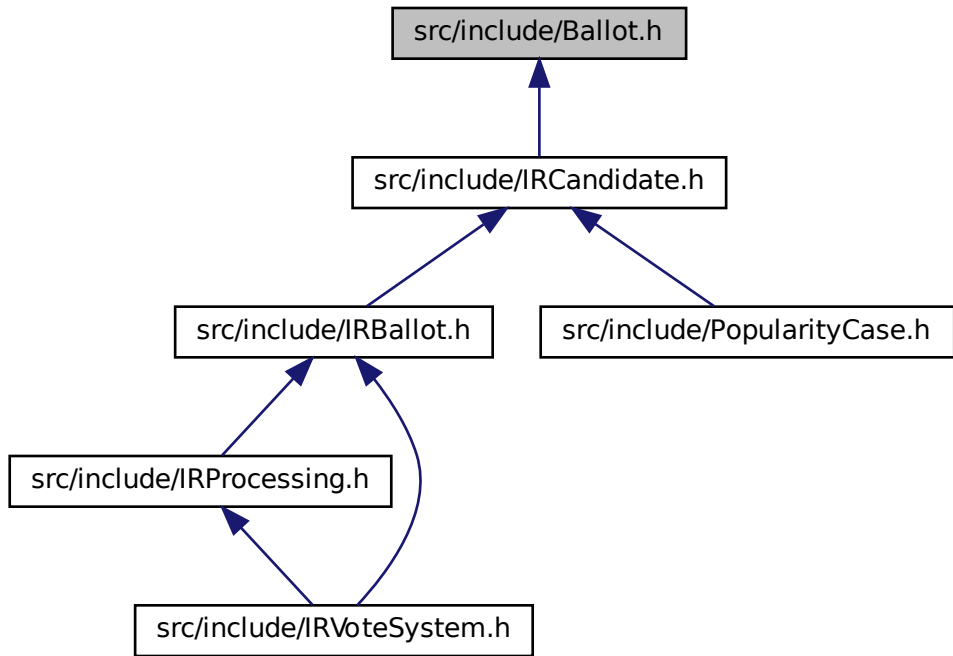 src/include/Ballot.h
src/include/IRCandidate.h
src/include/IRBallot.h
src/include/PopularityCase.h
src/include/IRProcessing.h
src/include/IRVoteSystem.h